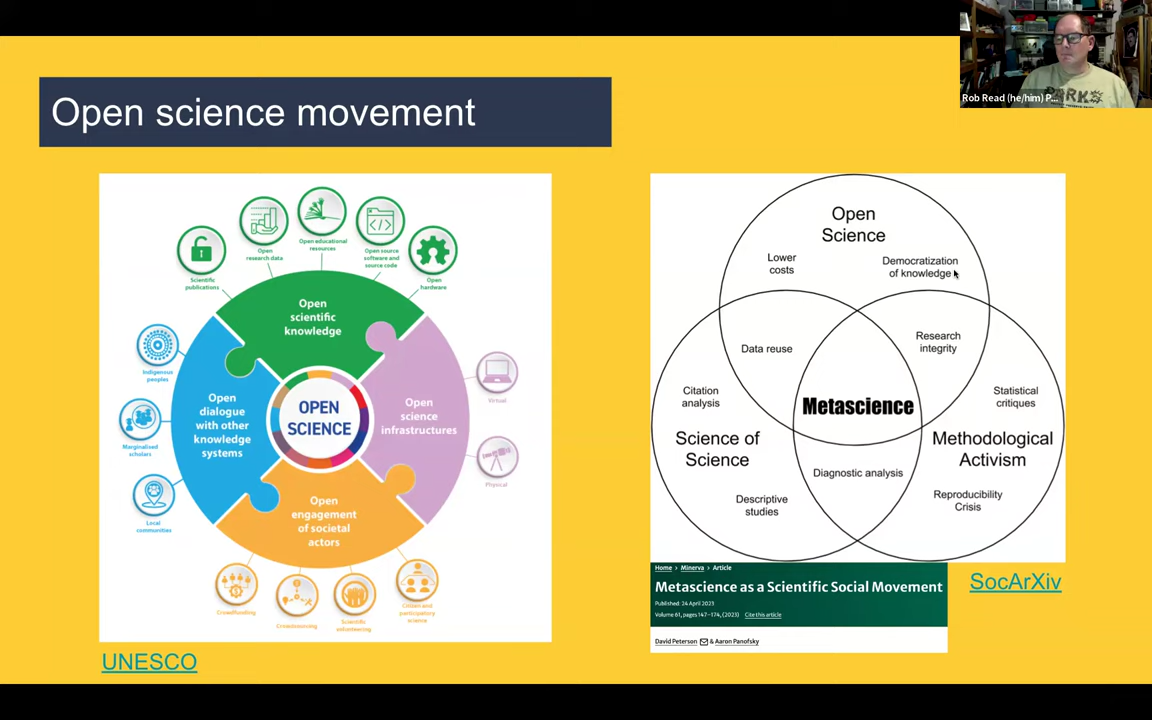 Rob Read (he/him) P...
Open science movement
Scientific
publications
Open
research data
Open educational
resources
Open source
software and
source code
Open
hardware
Open
scientific
knowledge
Indigenous
peoples
Marginalised
scholars
Local
communities
Open
dialogue
with other
knowledge
systems
OPEN
SCIENCE
Open
science
infrastructures
Virtual
Physical
Open
engagement
of societal
actors
Crowdfunding
Crowdsourcing
Scientific
volunteering
Citizen and
participatory
science
UNESCO
Open
Science
Lower
costs
Democratization
of knowledge
Data reuse
Research
integrity
Citation
analysis
Metascience
Statistical
critiques
Science of
Science
Methodological
Activism
Diagnostic analysis
Descriptive
studies
Reproducibility
Crisis
Home > Minerva > Article
Metascience as a Scientific Social Movement
Published: 24 April 2023
Volume 61, pages 147–174, (2023) Cite this article
David Peterson & Aaron Panofsky
SocArXiv